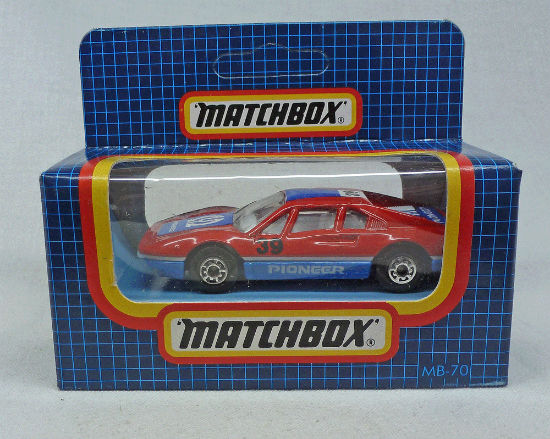 "MATCHBOX"®
39
PIONEER
"MATCHBOX"®
MB-70